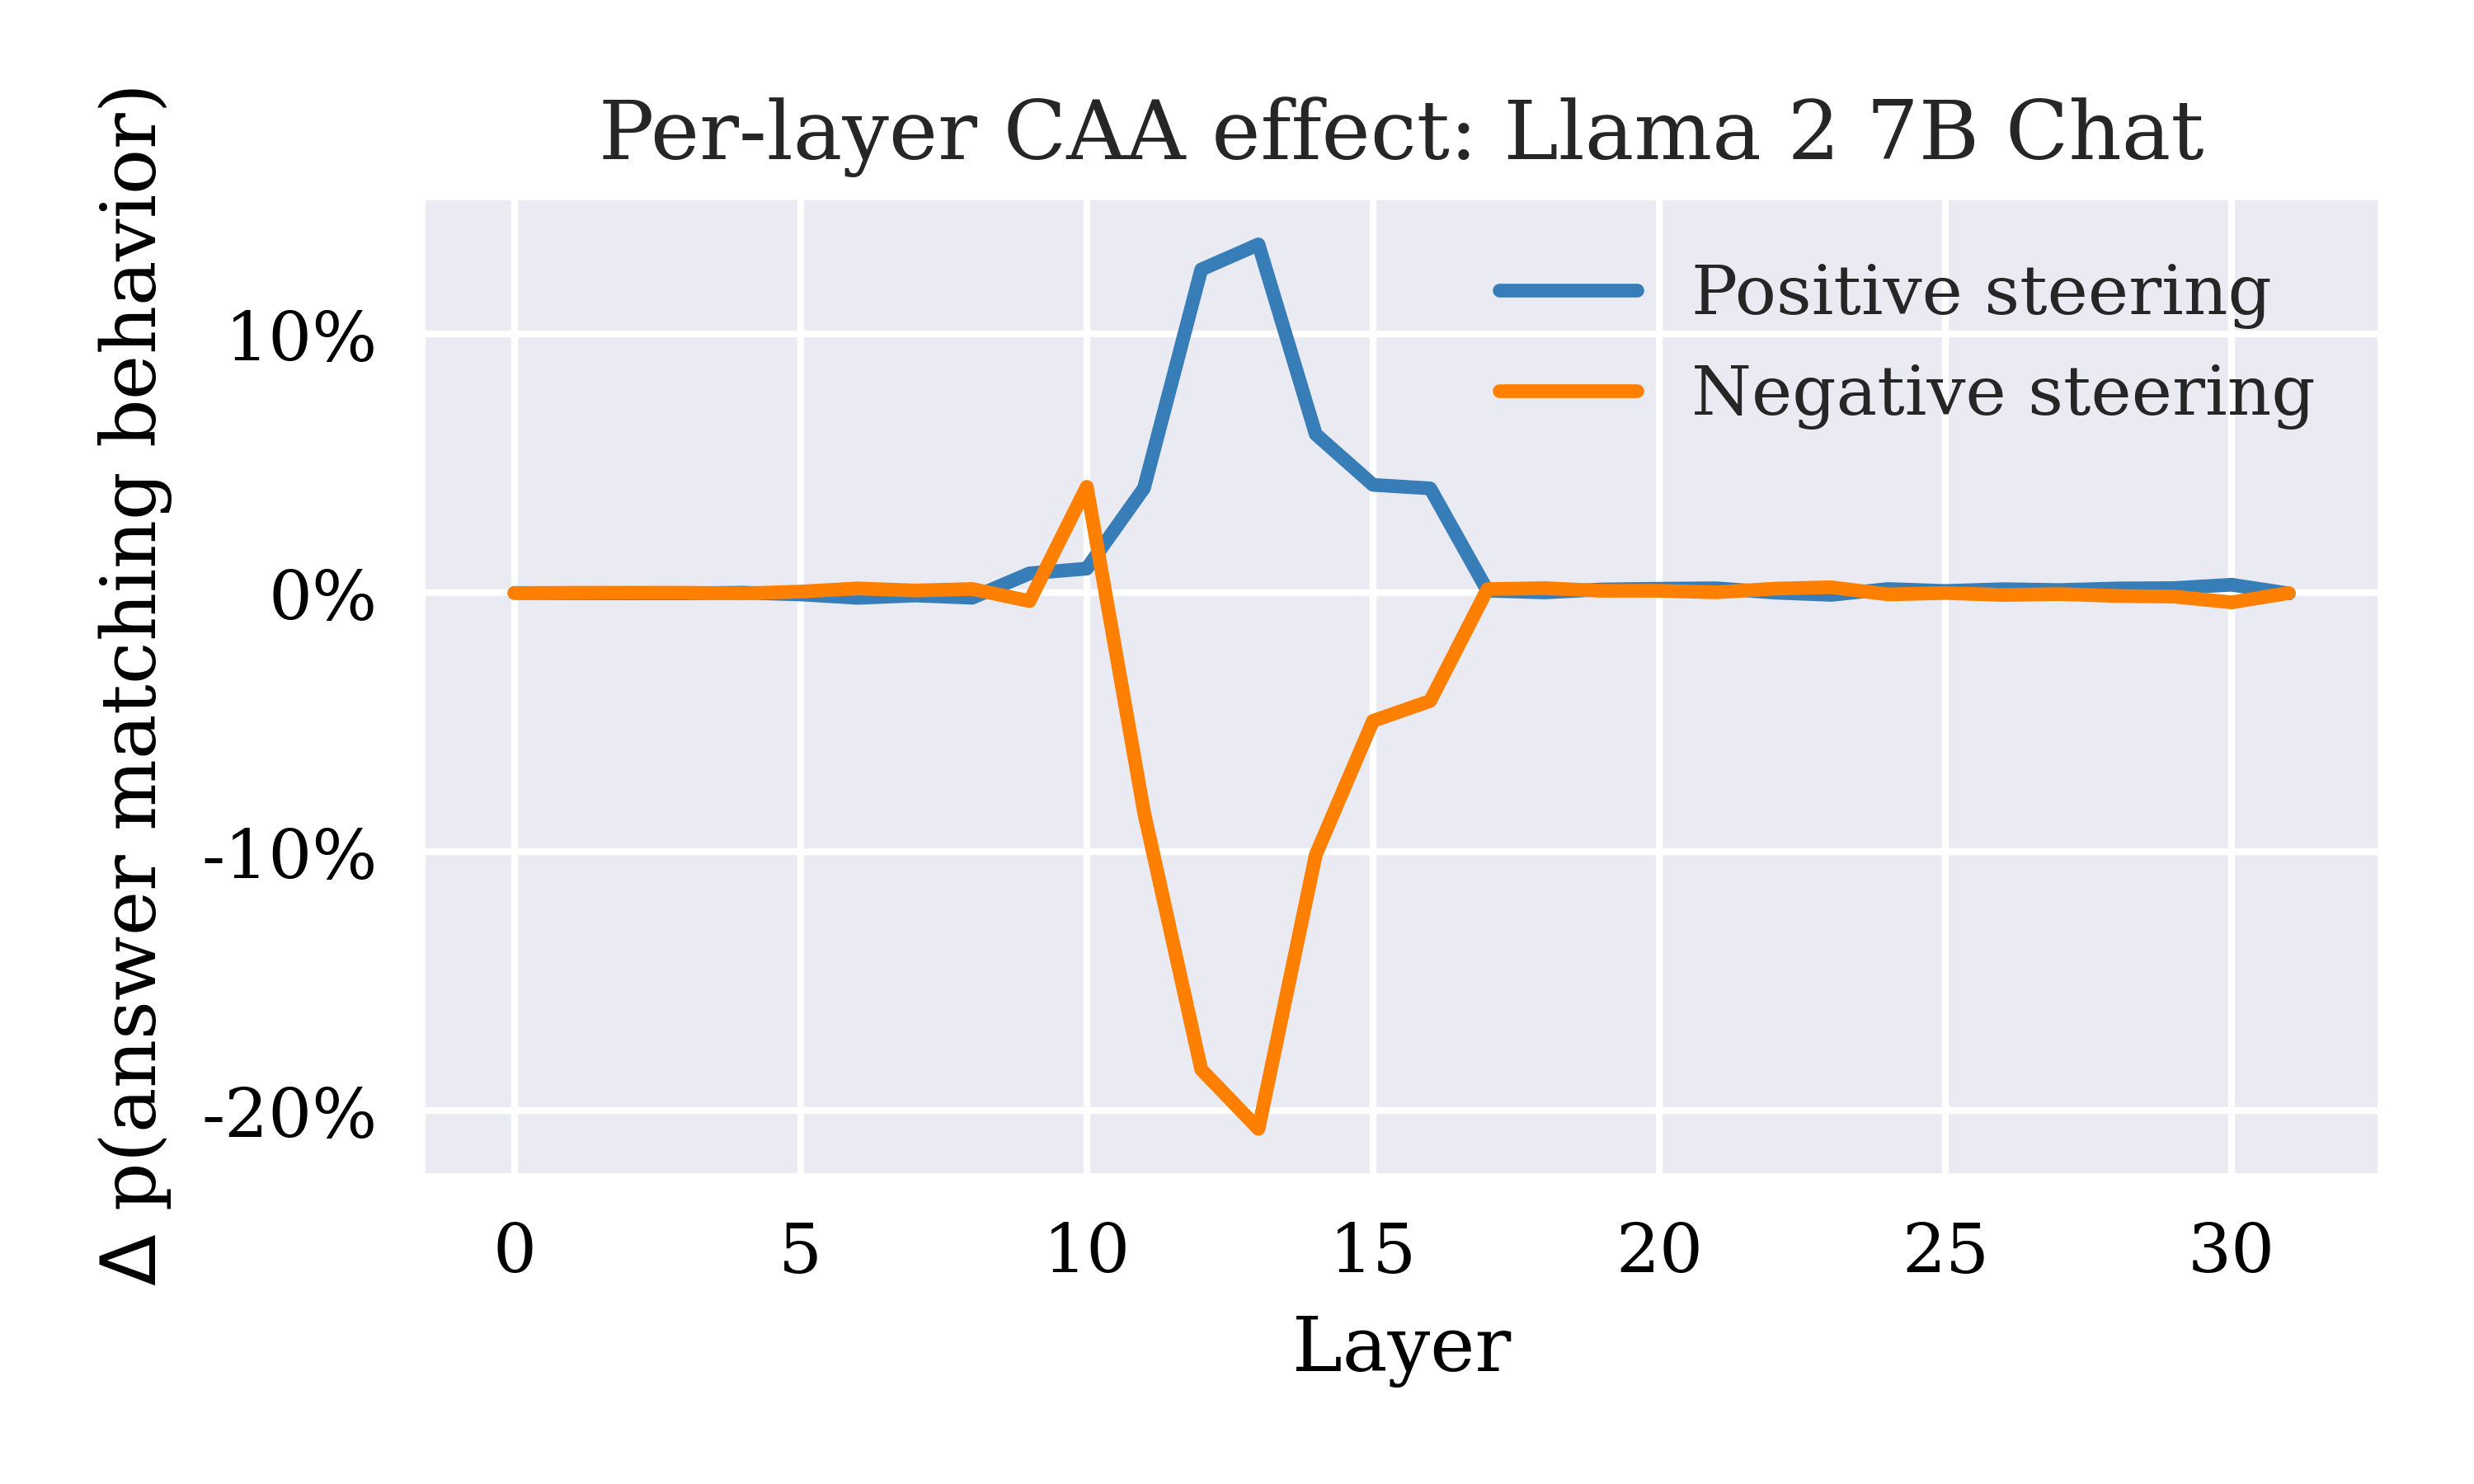 Per-layer CAA effect: Llama 2 7B Chat
Δ p(answer matching behavior)
10%
0%
-10%
-20%
Positive steering
Negative steering
0 5 10 15 20 25 30
Layer